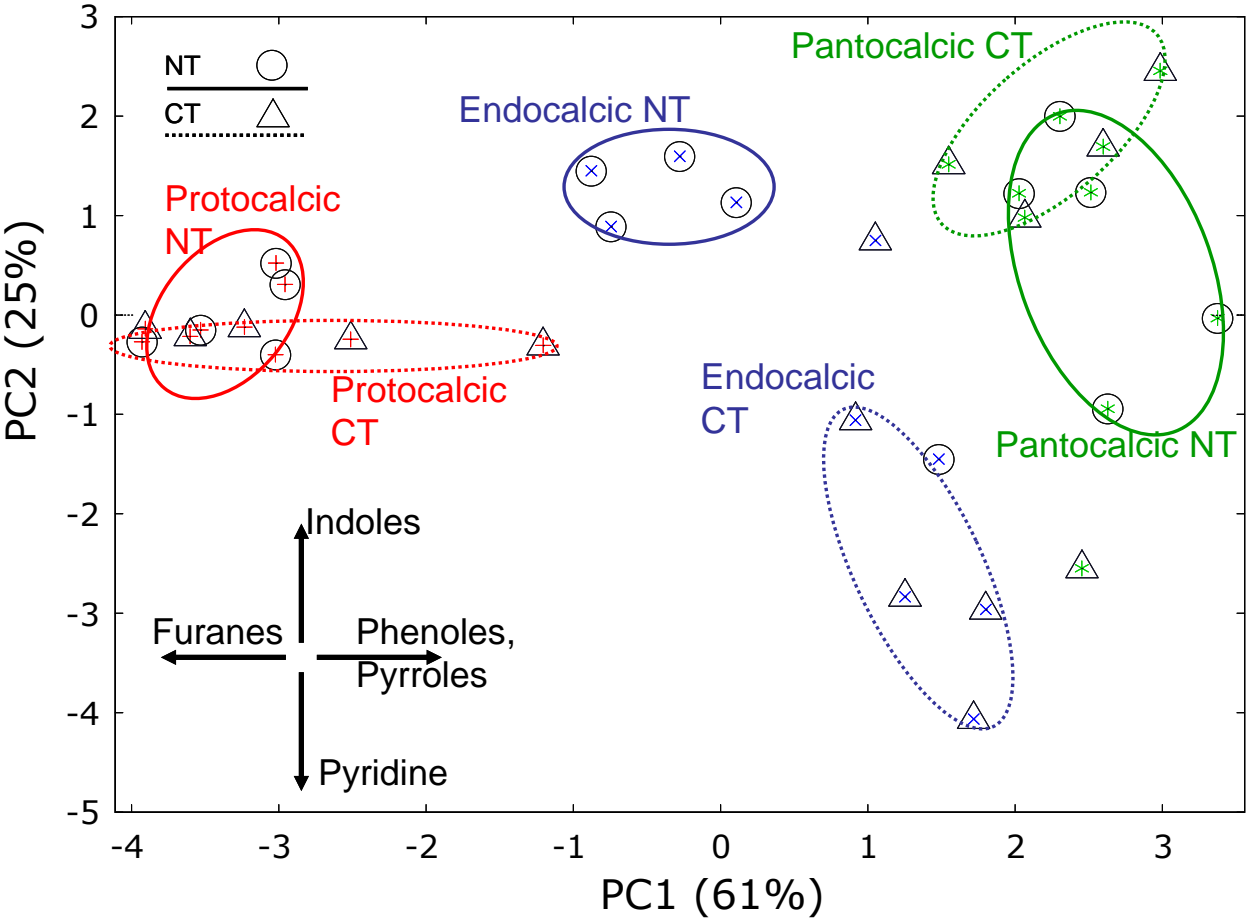 3
2
1
0
-1
-2
-3
-4
-5
PC2 (25%)
NT
CT
Pantocalcic CT
Endocalcic NT
Protocalcic
NT
Protocalcic
CT
Endocalcic
CT
Pantocalcic NT
Indoles
Furanes
Phenoles,
Pyrroles
Pyridine
-4 -3 -2 -1 0 1 2 3
PC1 (61%)